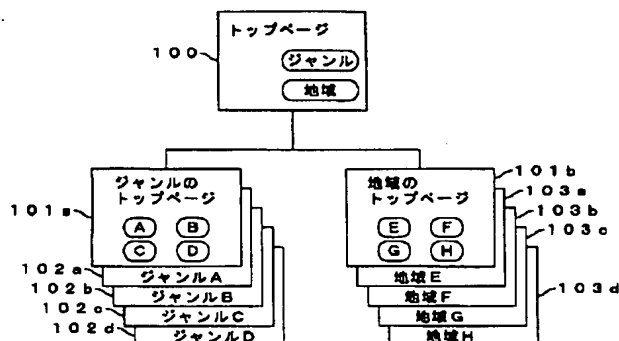 トップページ
100
ジャンル
地域
ジャンルの
トップページ
A B
C D
101a
地域の
トップページ
E F
G H
101b
103a
103b
103c
102a
ジャンルA
102b
ジャンルB
102c
ジャンルC
102d
ジャンルD
地域E
地域F
地域G
地域H
103d